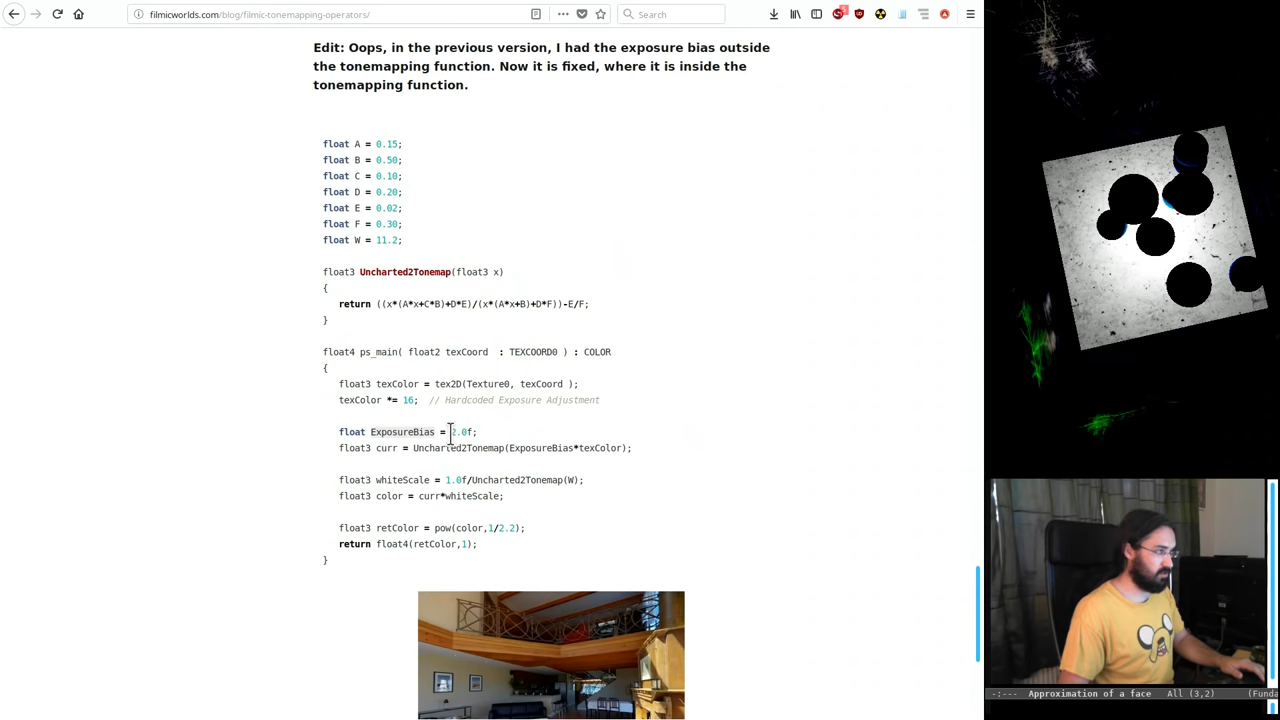 filmicworlds.com/blog/filmic-tonemapping-operators/
Search
Edit: Oops, in the previous version, I had the exposure bias outside
the tonemapping function. Now it is fixed, where it is inside the
tonemapping function.
float A = 0.15;
float B = 0.50;
float C = 0.10;
float D = 0.20;
float E = 0.02;
float F = 0.30;
float W = 11.2;
float3 Uncharted2Tonemap(float3 x)
{
return ((x*(A*x+C*B)+D*E)/(x*(A*x+B)+D*F))-E/F;
}
float4 ps_main( float2 texCoord  : TEXCOORD0 ) : COLOR
{
float3 texColor = tex2D(Texture0, texCoord );
texColor *= 16;  // Hardcoded Exposure Adjustment
float ExposureBias = 2.0f;
float3 curr = Uncharted2Tonemap(ExposureBias*texColor);
float3 whiteScale = 1.0f/Uncharted2Tonemap(W);
float3 color = curr*whiteScale;
float3 retColor = pow(color,1/2.2);
return float4(retColor,1);
}
-:--- Approximation of a face All (3,2) (Funda